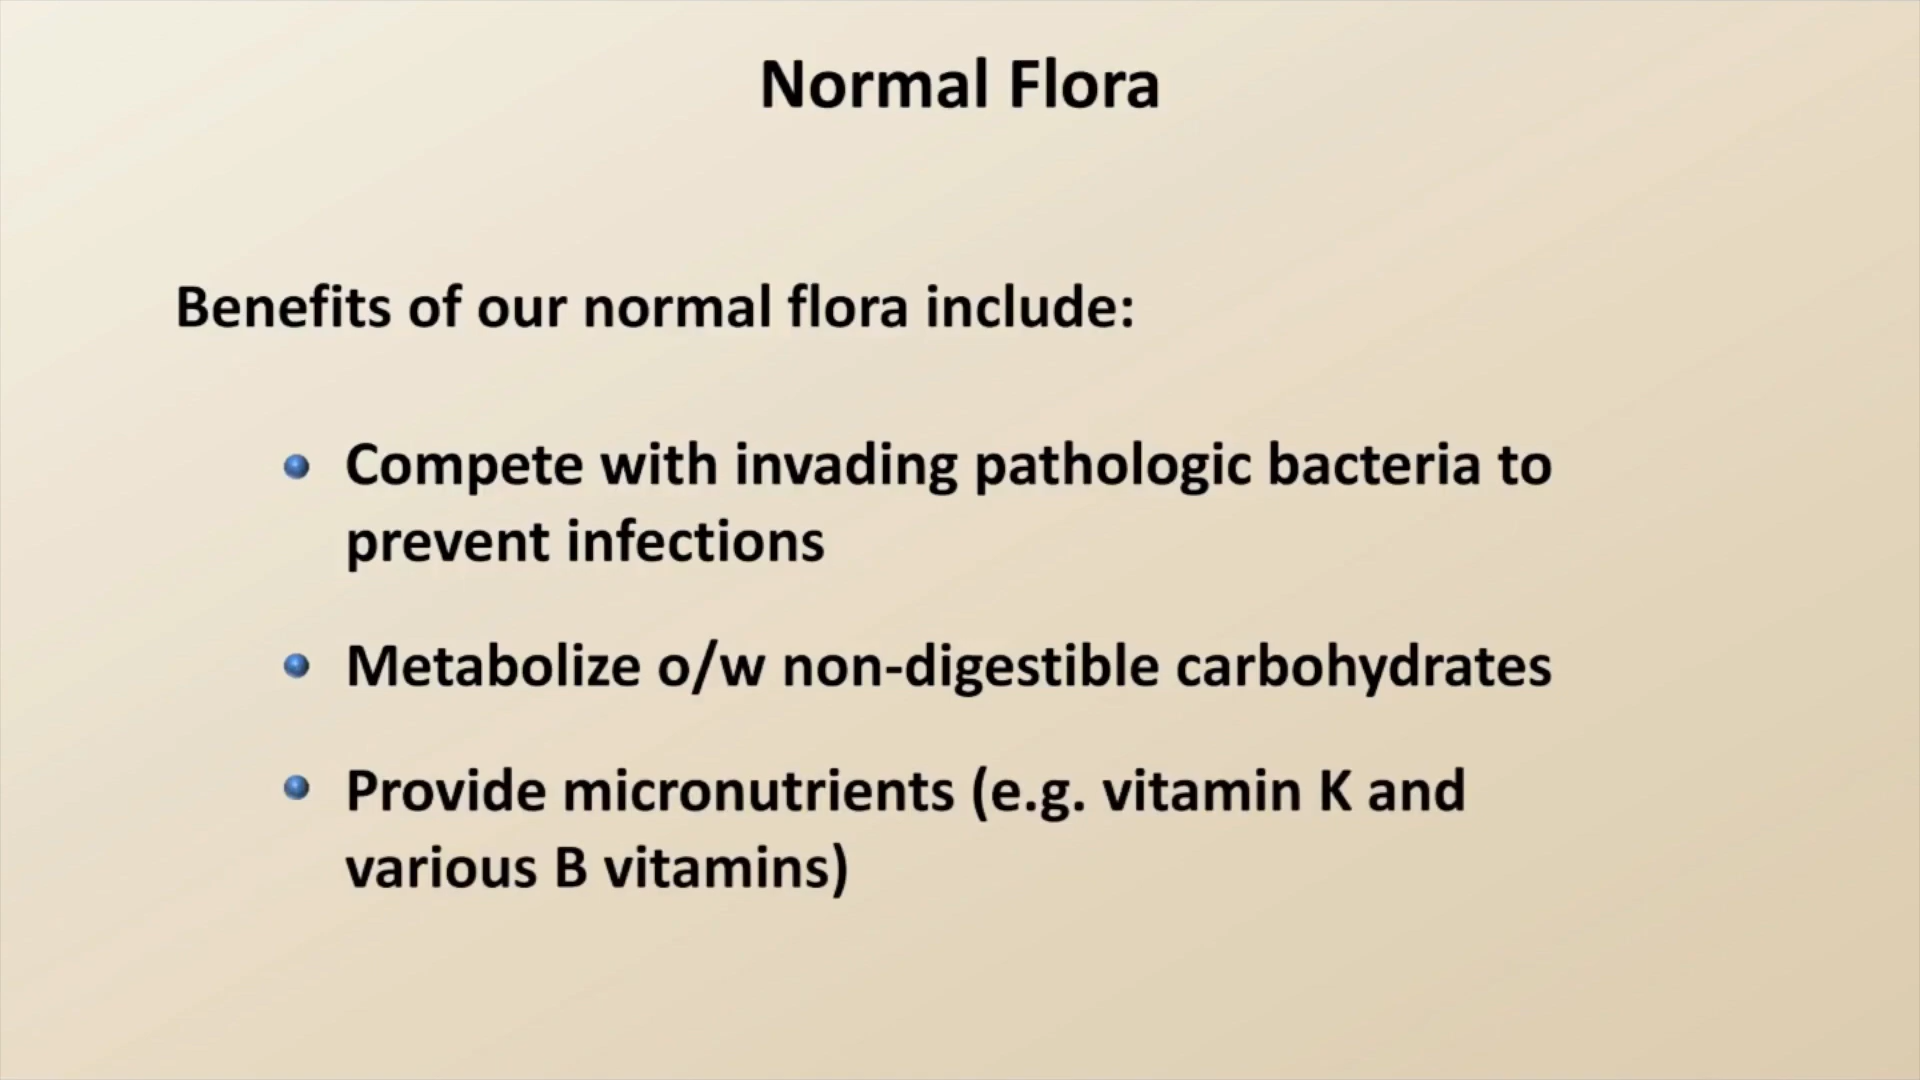 Normal Flora
Benefits of our normal flora include:
Compete with invading pathologic bacteria to
prevent infections
Metabolize o/w non-digestible carbohydrates
Provide micronutrients (e.g. vitamin K and
various B vitamins)